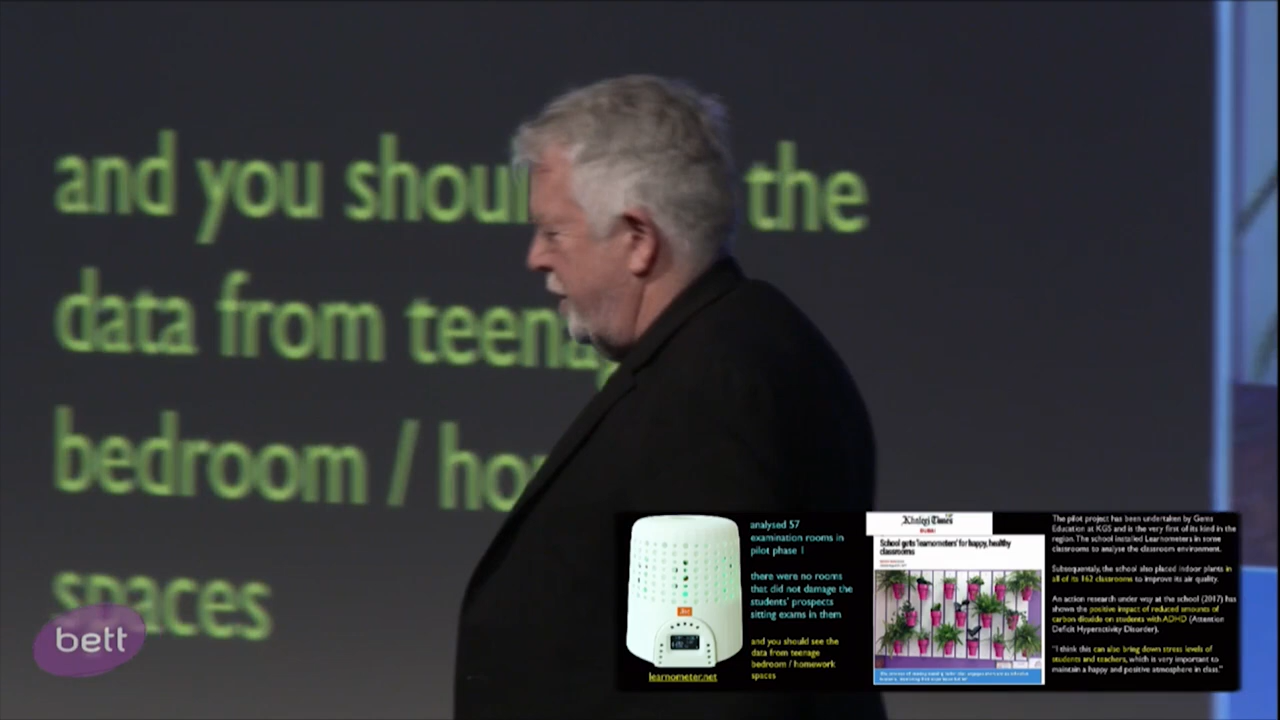 and you shou the
data from teenag
bedroom / ho
spaces
bett
analysed 57
examination rooms in
pilot phase 1
there were no rooms
that did not damage the
students' prospects
sitting exams in them
and you should see the
data from teenage
bedroom / homework
spaces
learnometer.net
Khaleej Times
School gets 'learnometers' for happy, healthy
classrooms
The pilot project has been undertaken by Gems
Education at KGS and is the very first of its kind in the
region. The school installed Learnometers in some
classrooms to analyse the classroom environment.
Subsequently, the school also placed indoor plants in
all of its 162 classrooms to improve its air quality.
An action research under way at the school (2017) has
shown the positive impact of reduced amounts of
carbon dioxide on students with ADHD (Attention
Deficit Hyperactivity Disorder).
"I think this can also bring down stress levels of
students and teachers, which is very important to
maintain a happy and positive atmosphere in class."